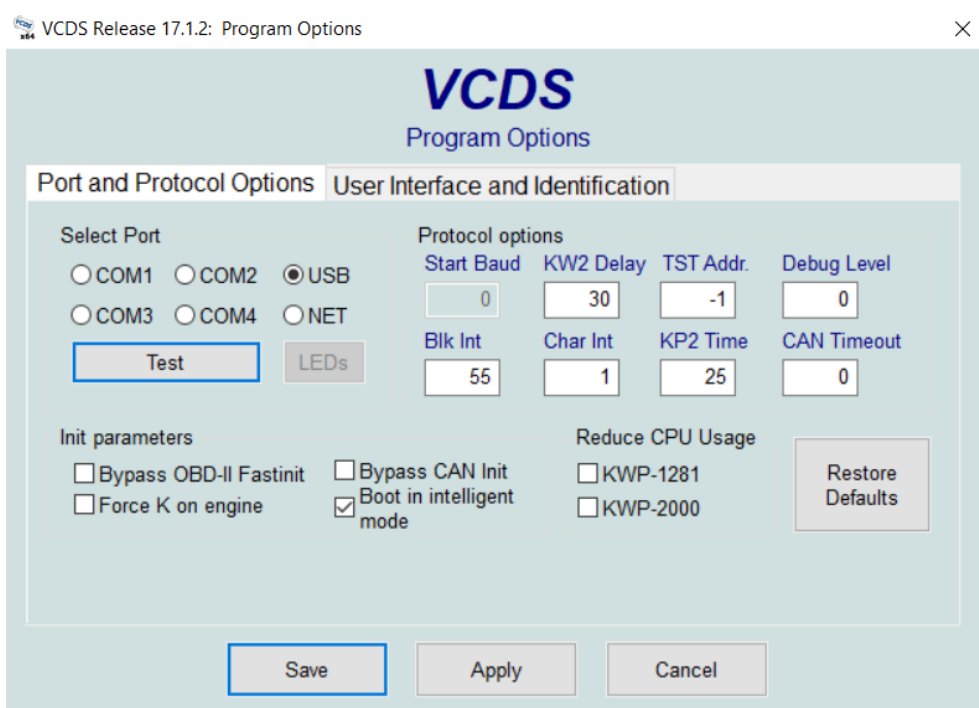 VCDS Release 17.1.2: Program Options
VCDS
Program Options
Port and Protocol Options
User Interface and Identification
Select Port
COM1 COM2 USB
COM3 COM4 NET
Test LEDs
Protocol options
Start Baud KW2 Delay TST Addr. Debug Level
0 30 -1 0
Blk Int Char Int KP2 Time CAN Timeout
55 1 25 0
Init parameters
Bypass OBD-II Fastinit
Force K on engine
Bypass CAN Init
Boot in intelligent
mode
Reduce CPU Usage
KWP-1281
KWP-2000
Restore
Defaults
Save Apply Cancel